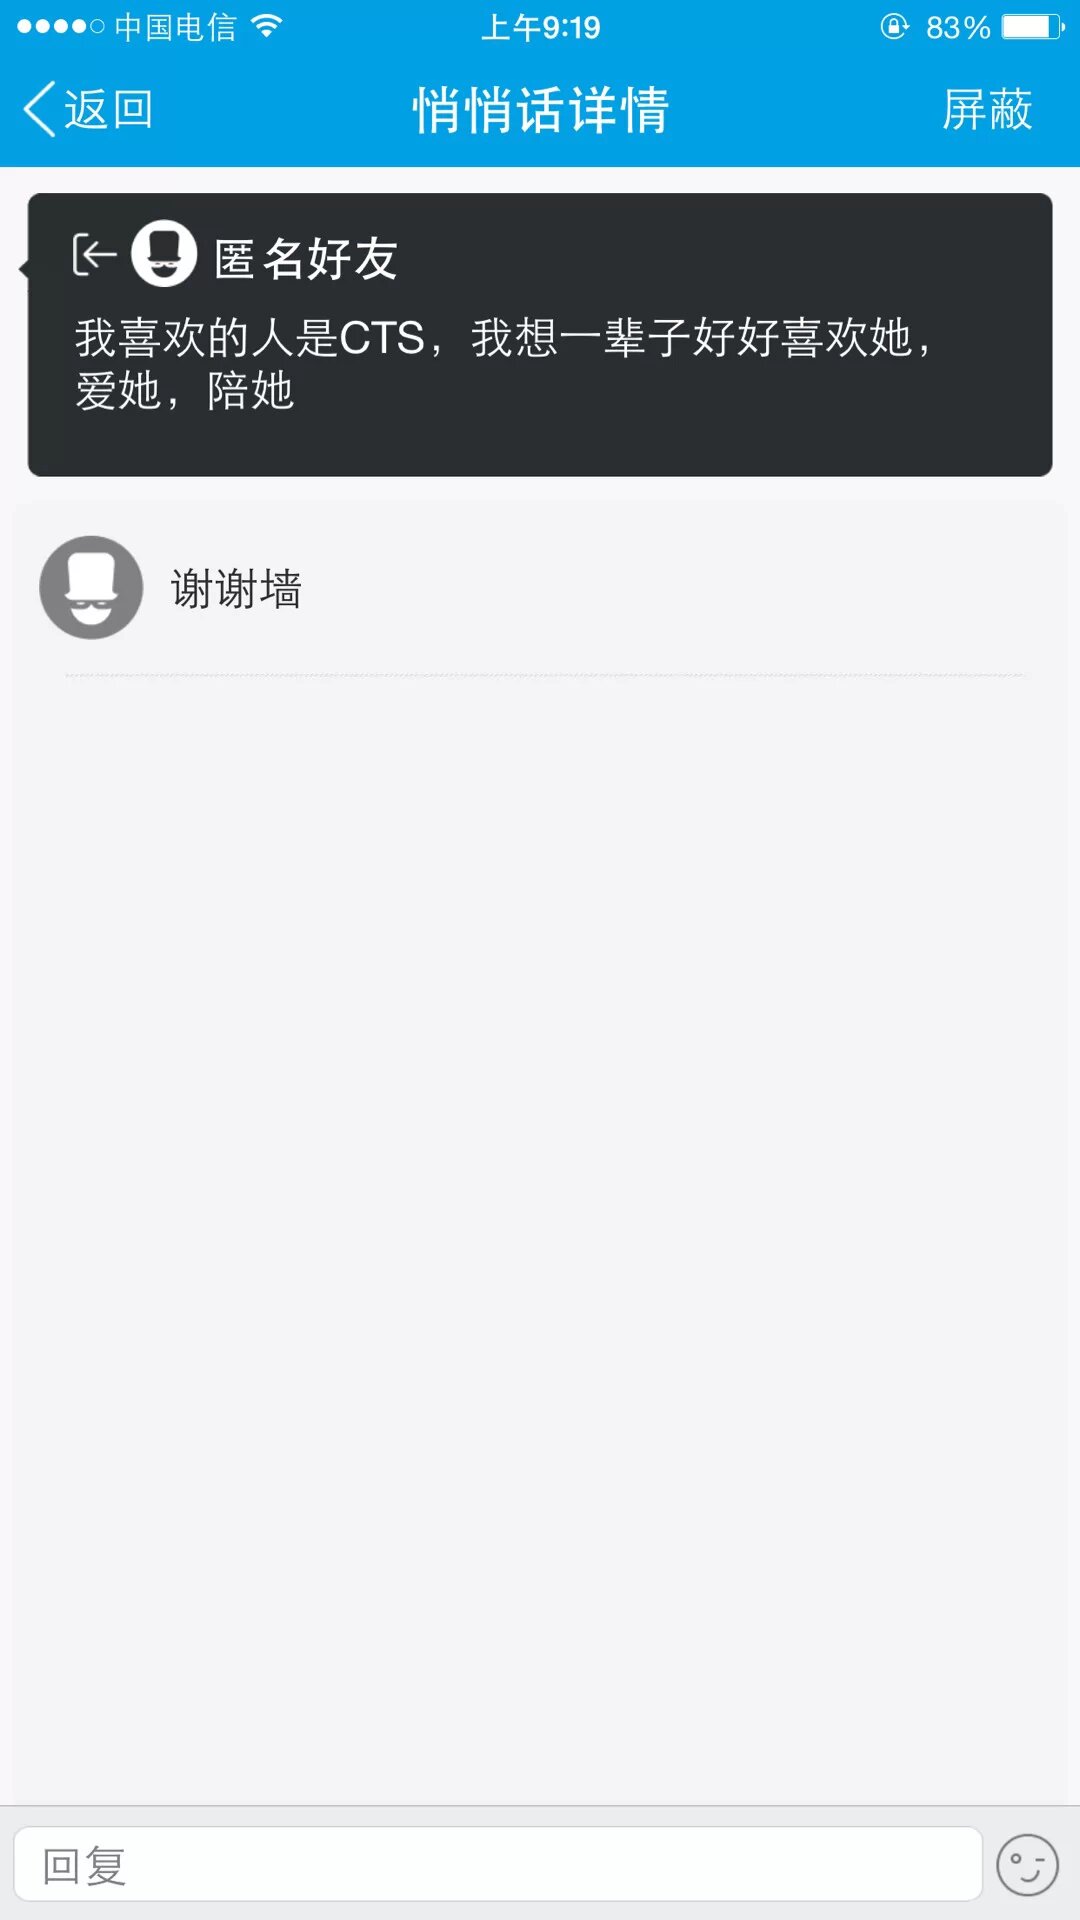 中国电信 上午9:19 83%
返回 悄悄话详情 屏蔽
匿名好友
我喜欢的人是CTS，我想一辈子好好喜欢她，
爱她，陪她
谢谢墙
回复